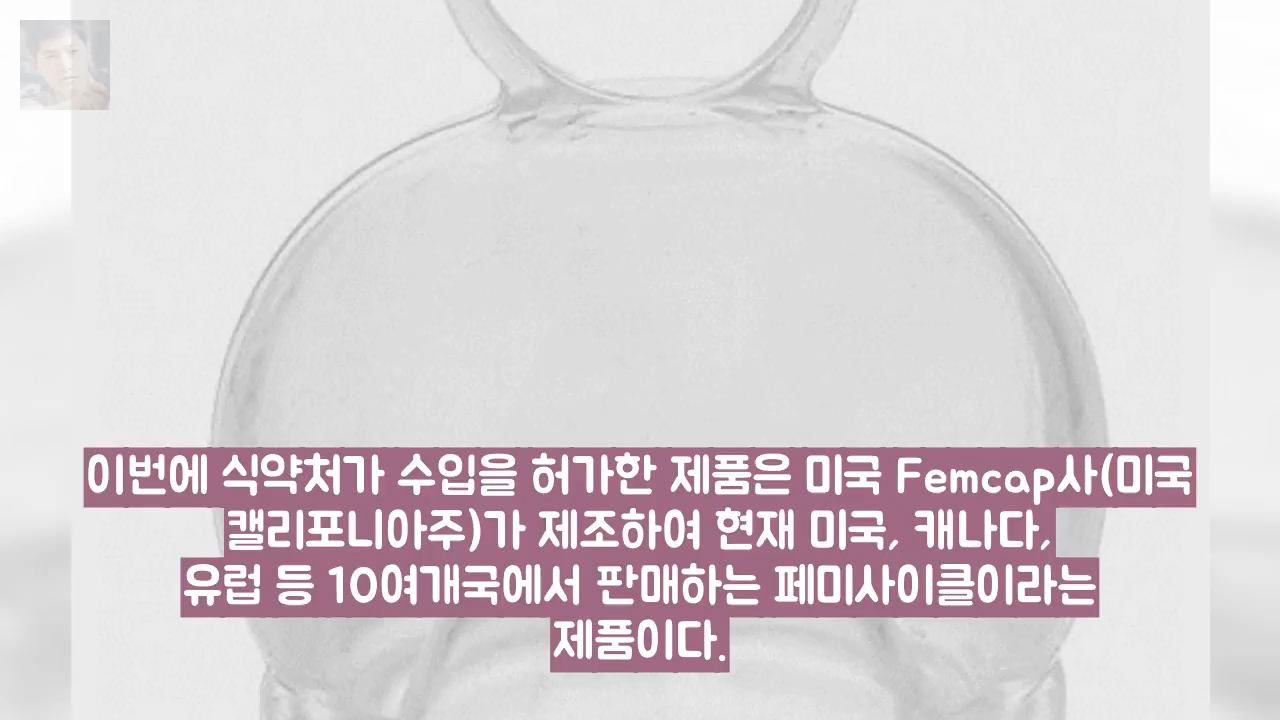 이번에 식약처가 수입을 허가한 제품은 미국 Femcap사(미국
캘리포니아주)가 제조하여 현재 미국, 캐나다,
유럽 등 10여개국에서 판매하는 페미사이클이라는
제품이다.